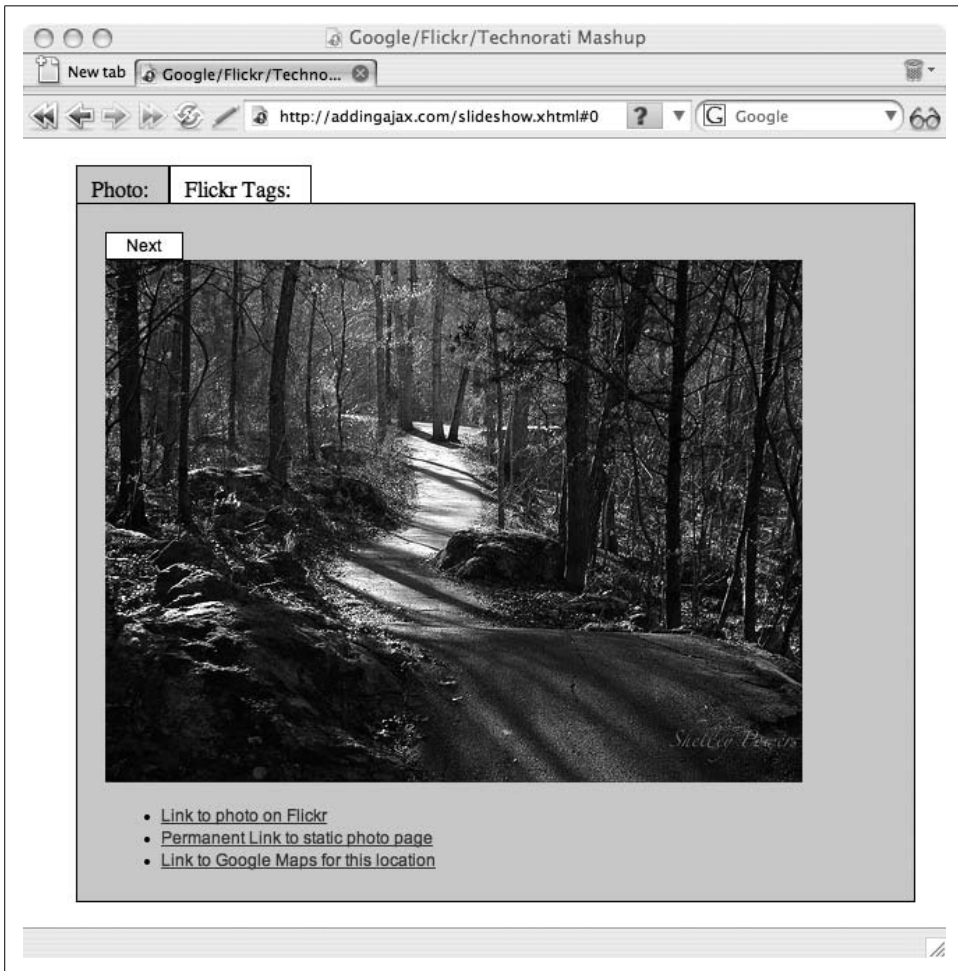 Google/Flickr/Technorati Mashup
New tab
Google/Flickr/Techno...
http://addingajax.com/slideshow.xhtml#0
?
G
Google
Photo:
Flickr Tags:
Next
Shelley Powers
Link to photo on Flickr
Permanent Link to static photo page
Link to Google Maps for this location